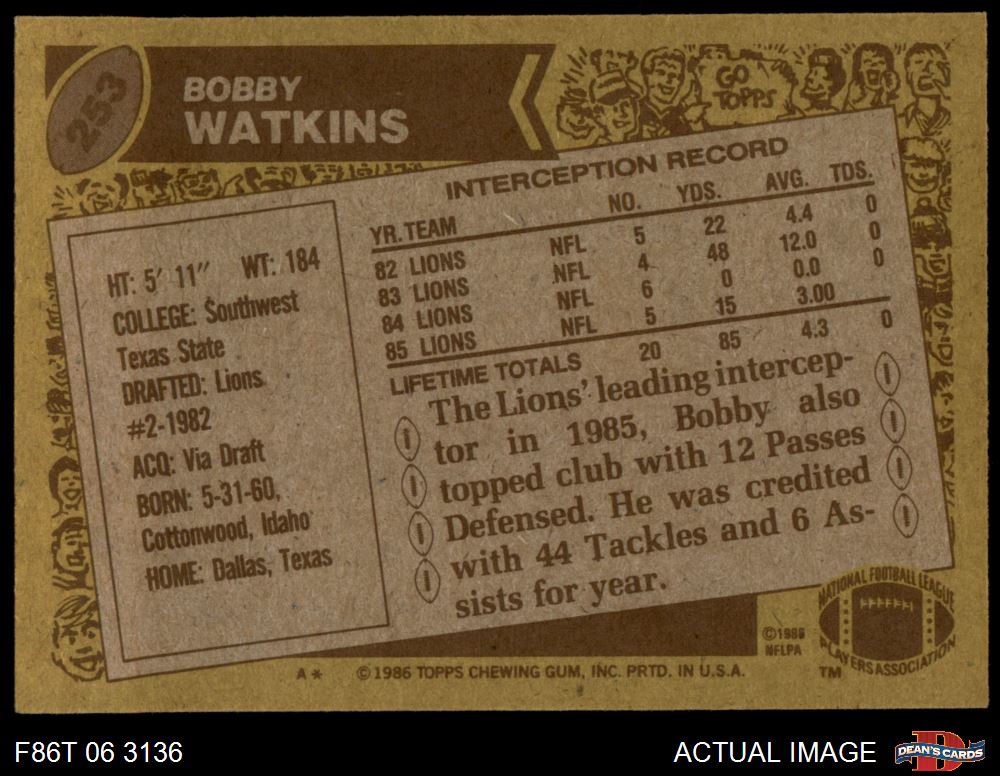 253
BOBBY
WATKINS
GO
TOPPS
HT: 5' 11" WT: 184
COLLEGE: Southwest
Texas State
DRAFTED: Lions
#2-1982
ACQ: Via Draft
BORN: 5-31-60,
Cottonwood, Idaho
HOME: Dallas, Texas
INTERCEPTION RECORD
YR. TEAM NO. YDS. AVG. TDS.
82 LIONS NFL 5 22 4.4 0
83 LIONS NFL 4 48 12.0 0
84 LIONS NFL 6 0 0.0 0
85 LIONS NFL 5 15 3.00
LIFETIME TOTALS 20 85 4.3 0
The Lions' leading intercep-
tor in 1985, Bobby also
topped club with 12 Passes
Defensed. He was credited
with 44 Tackles and 6 As-
sists for year.
©1986
NFLPA
NATIONAL FOOTBALL LEAGUE
PLAYERS ASSOCIATION
TM
A* ©1986 TOPPS CHEWING GUM, INC. PRTD. IN U.S.A.
F86T 06 3136
ACTUAL IMAGE
D
DEAN'S CARDS